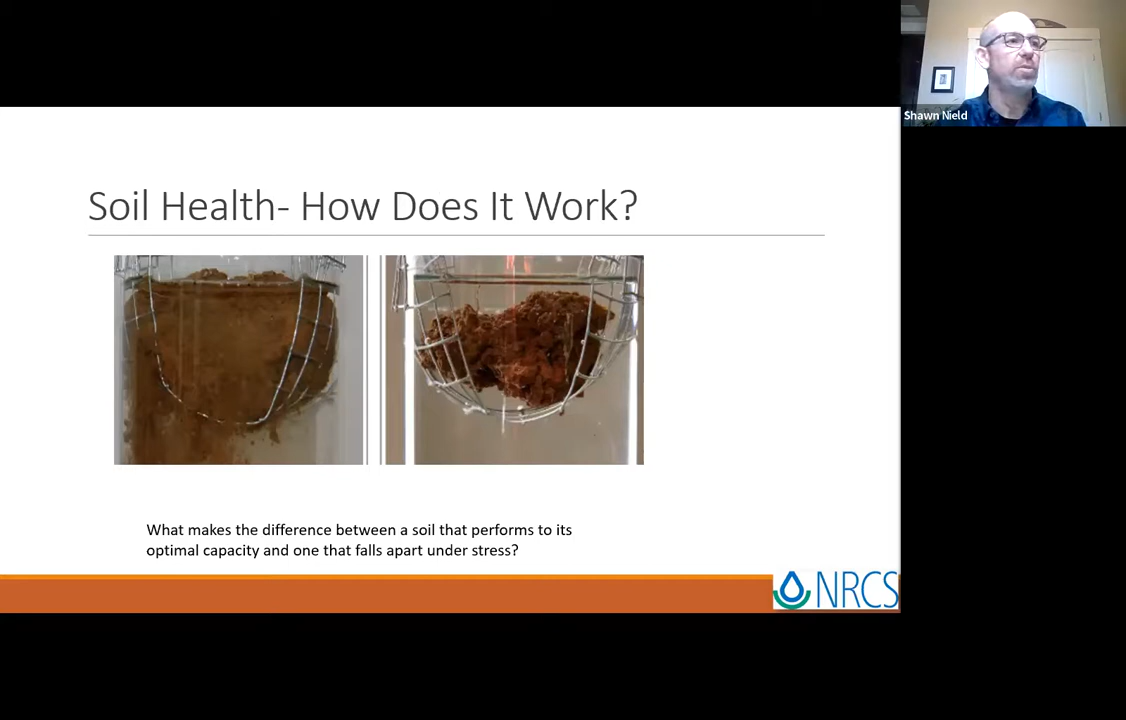 Shawn Nield
Soil Health- How Does It Work?
What makes the difference between a soil that performs to its
optimal capacity and one that falls apart under stress?
NRCS